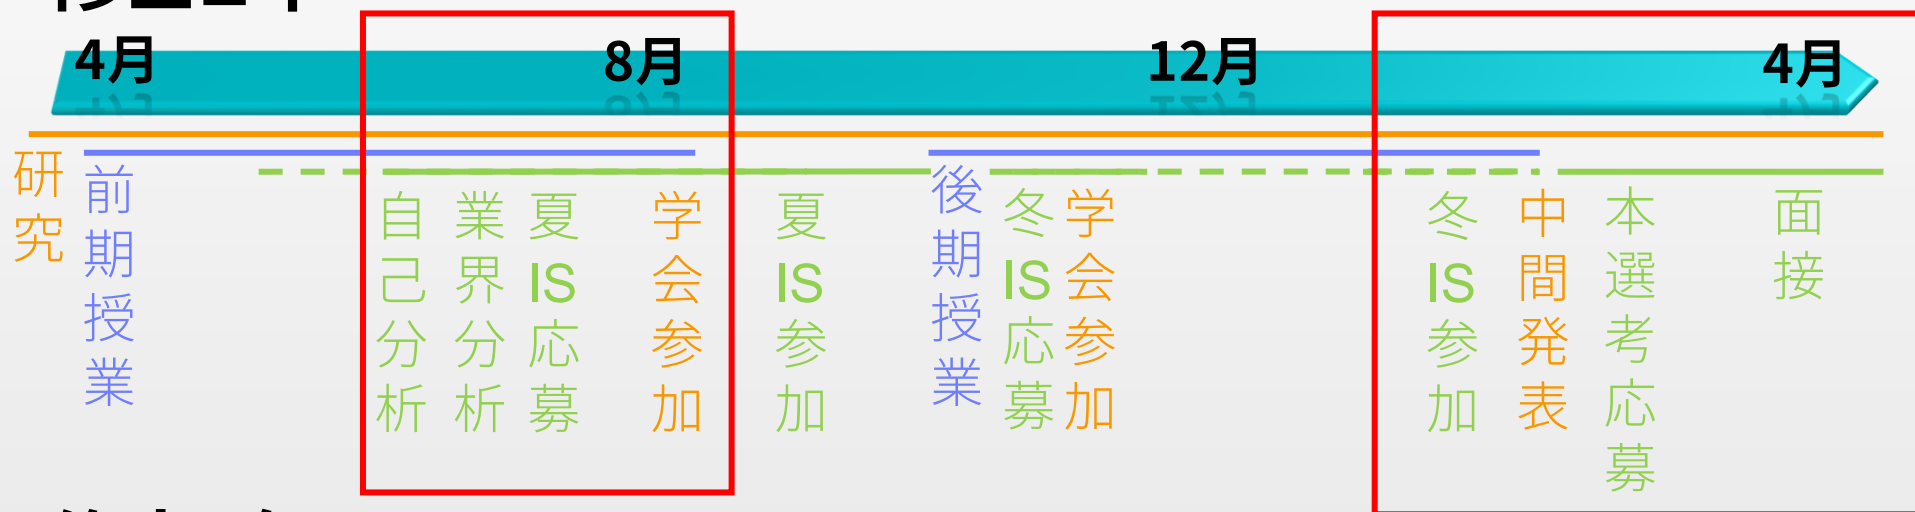 4月
8月
12月
4月
研究
前期授業
自己分析
業界分析
夏IS応募
学会参加
夏IS参加
後期授業
冬IS応募
学会参加
冬IS参加
中間発表
本選考応募
面接